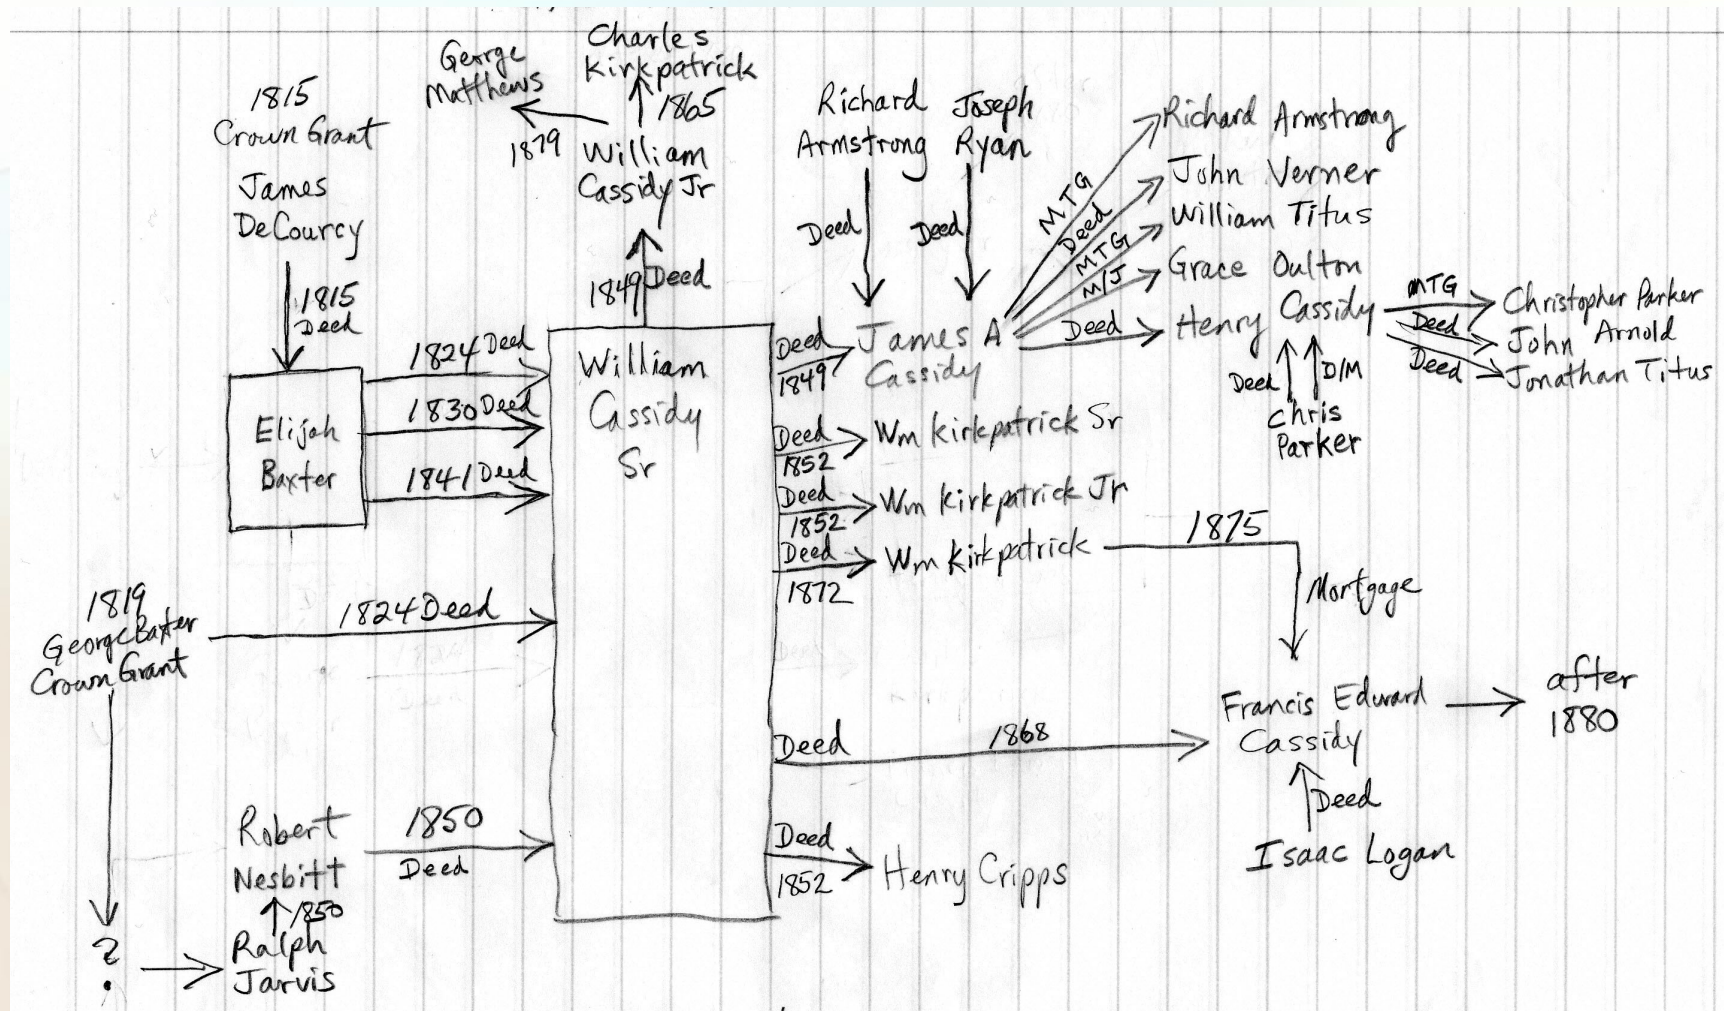 George
Matthews
Charles
Kirkpatrick
1865
1879
William
Cassidy Jr
1849 Deed
1815
Crown Grant
James
DeCourcy
1815
Deed
Elijah
Baxter
1824 Deed
1830 Deed
1841 Deed
1819
George Baxter
Crown Grant
1824 Deed
?
Ralph
Jarvis
1850
Robert
Nesbitt
1850
Deed
William
Cassidy
Sr
Richard
Armstrong
Deed
Joseph
Ryan
Deed
Deed
1849
James A
Cassidy
MTG
Richard Armstrong
Deed
John Verner
MTG
William Titus
M/J
Grace Oulton
Deed
Henry Cassidy
MTG
Christopher Parker
Deed
John Arnold
Deed
Jonathan Titus
Deed
D/M
Chris
Parker
Deed
1852
Wm Kirkpatrick Sr
Deed
1852
Wm Kirkpatrick Jr
Deed
1872
Wm Kirkpatrick
1875
Mortgage
Deed
1868
Francis Edward
Cassidy
after
1880
Deed
Isaac Logan
Deed
1852
Henry Cripps